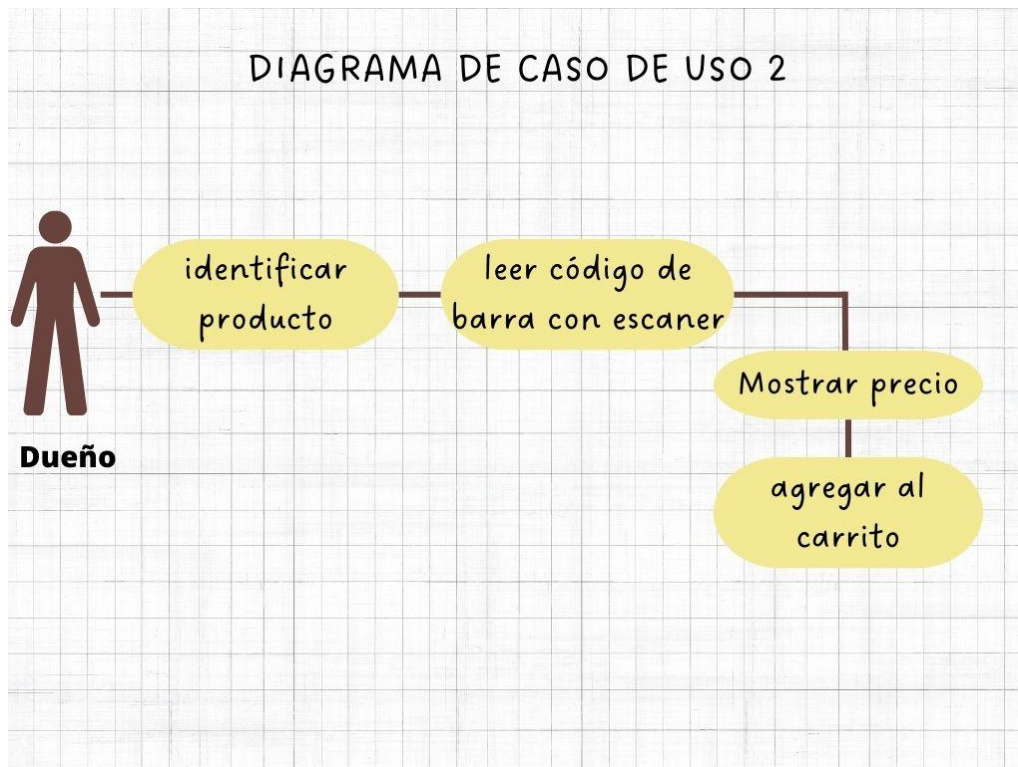 DIAGRAMA DE CASO DE USO 2
identificar
producto
leer código de
barra con escaner
Mostrar precio
agregar al
carrito
Dueño